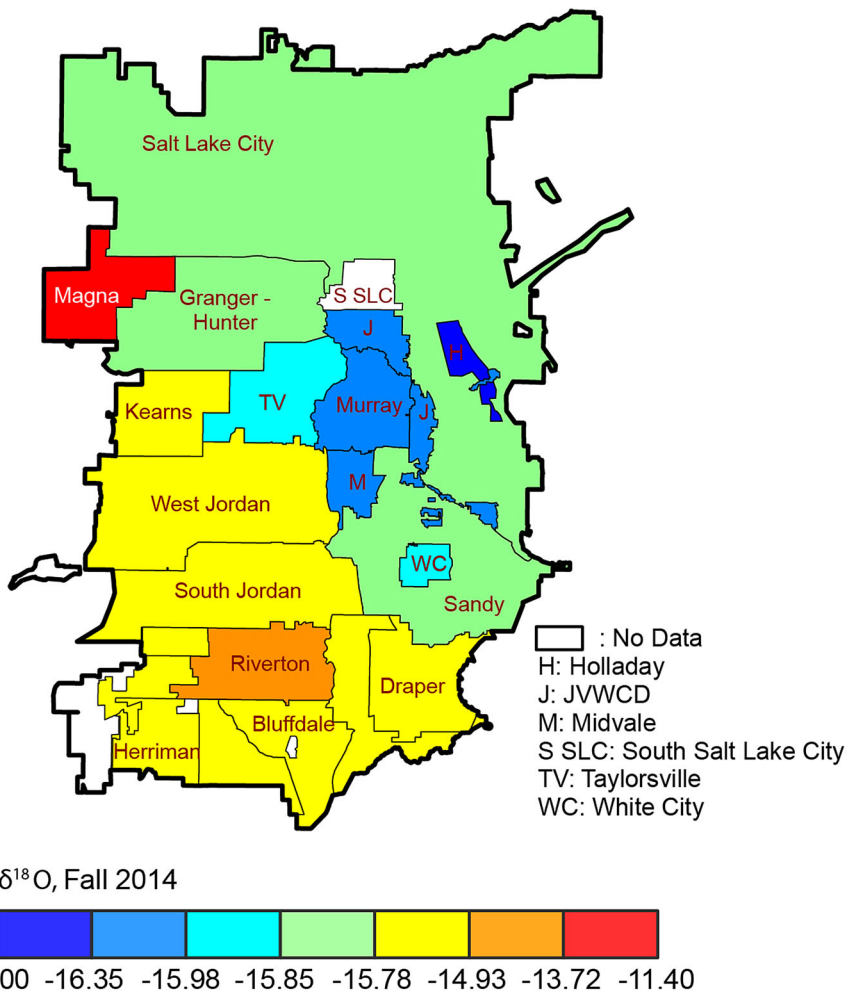 Salt Lake City
Magna
Granger -
Hunter
S SLC
J
H
Kearns
TV
Murray
J
M
West Jordan
WC
South Jordan
Sandy
Riverton
Draper
Bluffdale
Herriman
: No Data
H: Holladay
J: JVWCD
M: Midvale
S SLC: South Salt Lake City
TV: Taylorsville
WC: White City
δ¹⁸O, Fall 2014
00 -16.35 -15.98 -15.85 -15.78 -14.93 -13.72 -11.40